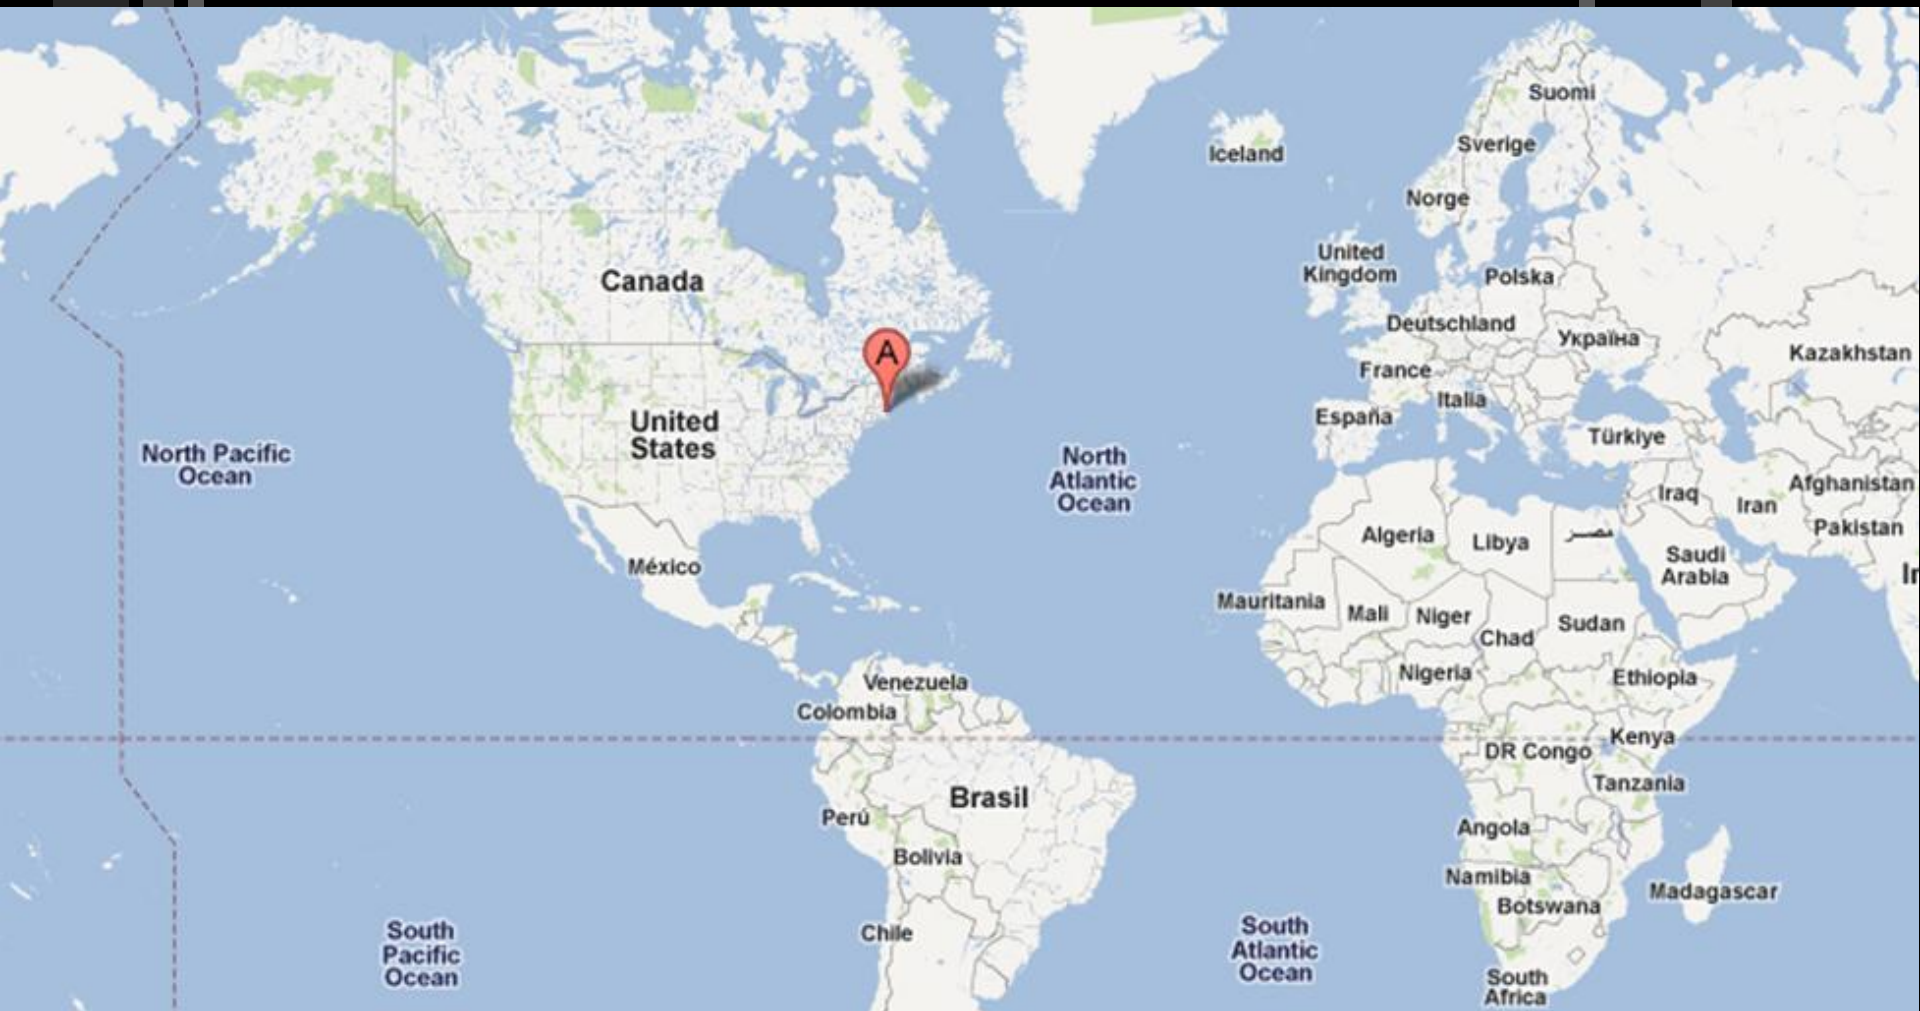 Suomi
Sverige
Iceland
Norge
United
Kingdom
Polska
Canada
Deutschland
Україна
Kazakhstan
A
France
Italia
España
United
States
Türkiye
North Pacific
Ocean
North
Atlantic
Ocean
Afghanistan
Iraq
Iran
Pakistan
Algeria
Libya
مصر
Saudi
Arabia
México
Mauritania
Mali
Niger
Sudan
Chad
Nigeria
Ethiopia
Venezuela
Colombia
Kenya
DR Congo
Tanzania
Brasil
Perú
Angola
Bolivia
Namibia
Madagascar
Botswana
Chile
South
Pacific
Ocean
South
Atlantic
Ocean
South
Africa